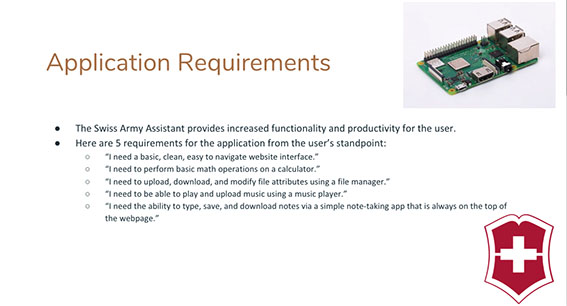 Application Requirements
● The Swiss Army Assistant provides increased functionality and productivity for the user.
● Here are 5 requirements for the application from the user's standpoint:
○ "I need a basic, clean, easy to navigate website interface."
○ "I need to perform basic math operations on a calculator."
○ "I need to upload, download, and modify file attributes using a file manager."
○ "I need to be able to play and upload music using a music player."
○ "I need the ability to type, save, and download notes via a simple note-taking app that is always on the top of
the webpage."